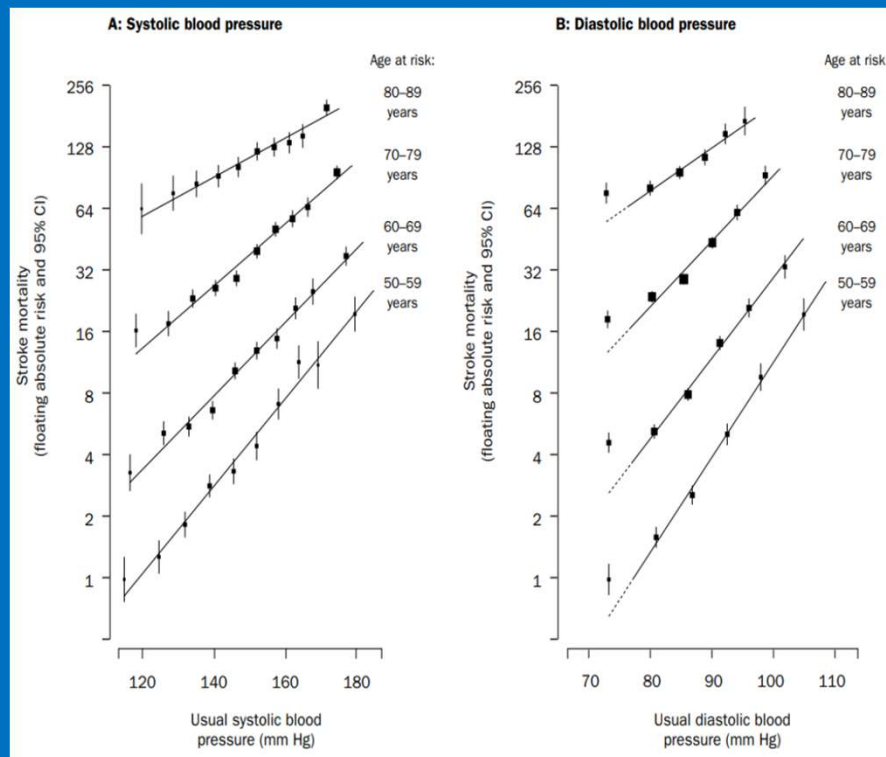 A: Systolic blood pressure
Age at risk:
256
128
64
32
16
8
4
2
1
80–89
years
70–79
years
60–69
years
50–59
years
Stroke mortality
(floating absolute risk and 95% CI)
120
140
160
180
Usual systolic blood
pressure (mm Hg)
B: Diastolic blood pressure
Age at risk
256
128
64
32
16
8
4
2
1
80–89
years
70–79
years
60–69
years
50–59
years
Stroke mortality
(floating absolute risk and 95% CI)
70
80
90
100
110
Usual diastolic blood
pressure (mm Hg)